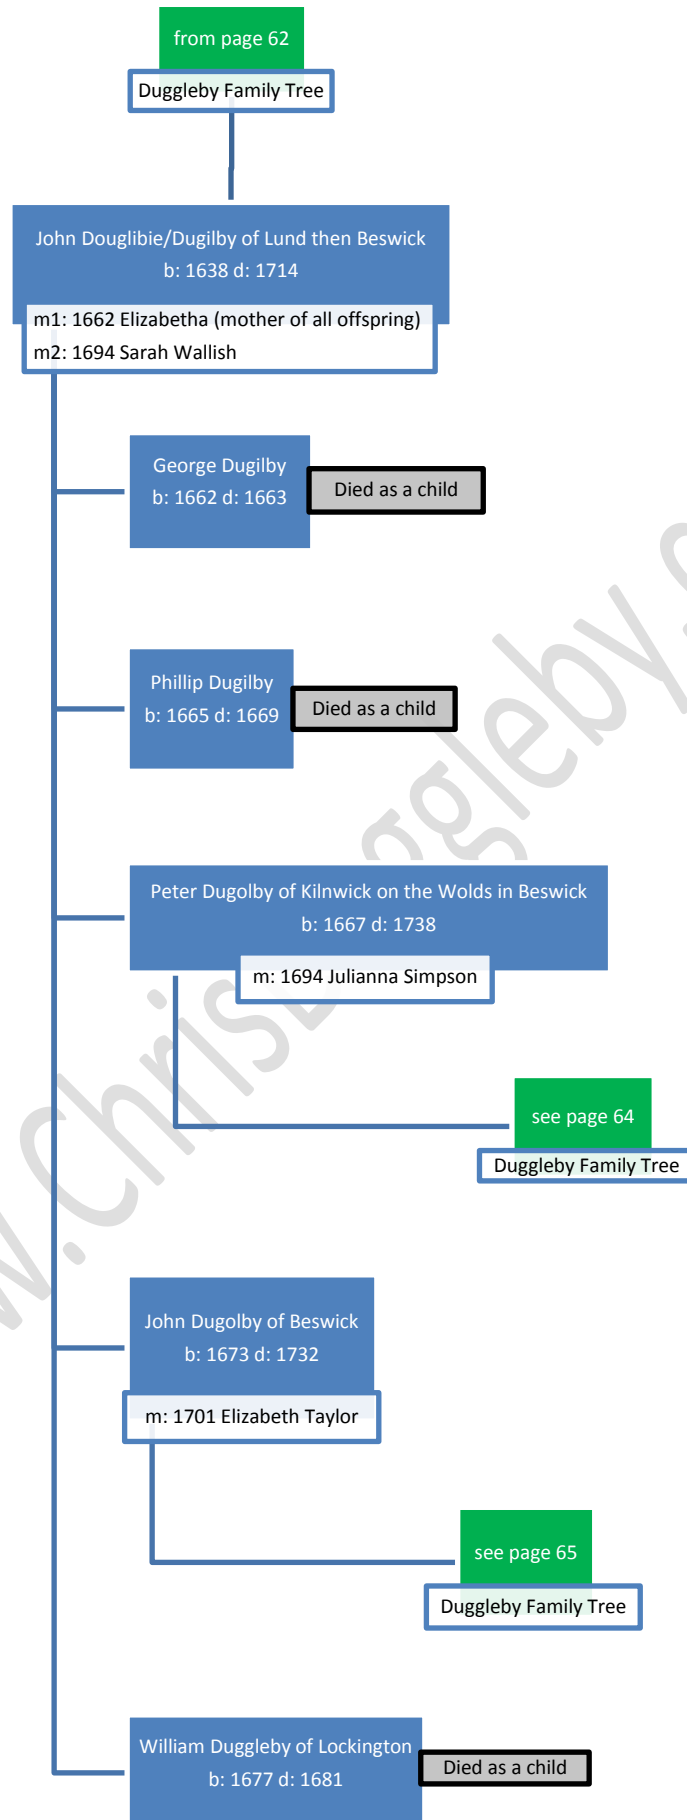 from page 62
Duggleby Family Tree
John Douglibie/Dugilby of Lund then Beswick
b: 1638 d: 1714
m1: 1662 Elizabetha (mother of all offspring)
m2: 1694 Sarah Wallish
George Dugilby
b: 1662 d: 1663
Died as a child
Phillip Dugilby
b: 1665 d: 1669
Died as a child
Peter Dugolby of Kilnwick on the Wolds in Beswick
b: 1667 d: 1738
m: 1694 Julianna Simpson
see page 64
Duggleby Family Tree
John Dugolby of Beswick
b: 1673 d: 1732
m: 1701 Elizabeth Taylor
see page 65
Duggleby Family Tree
William Duggleby of Lockington
b: 1677 d: 1681
Died as a child